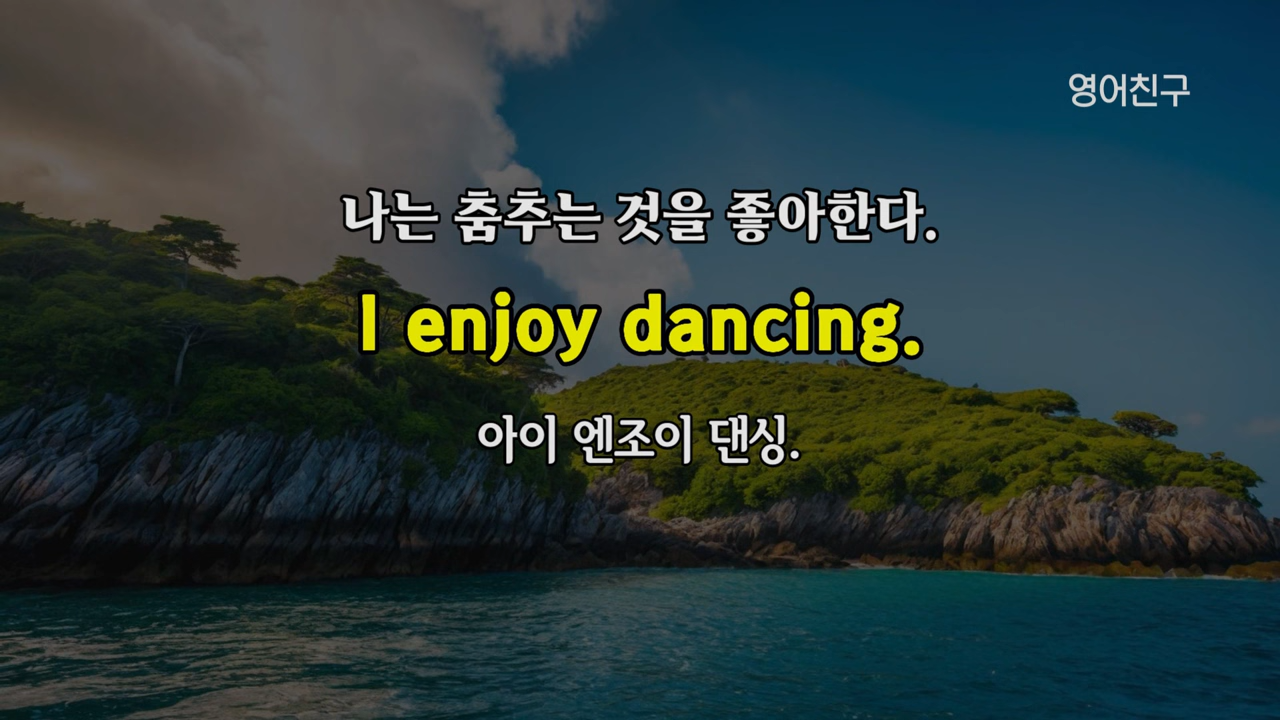 영어친구
나는 춤추는 것을 좋아한다.
I enjoy dancing.
아이 엔조이 댄싱.